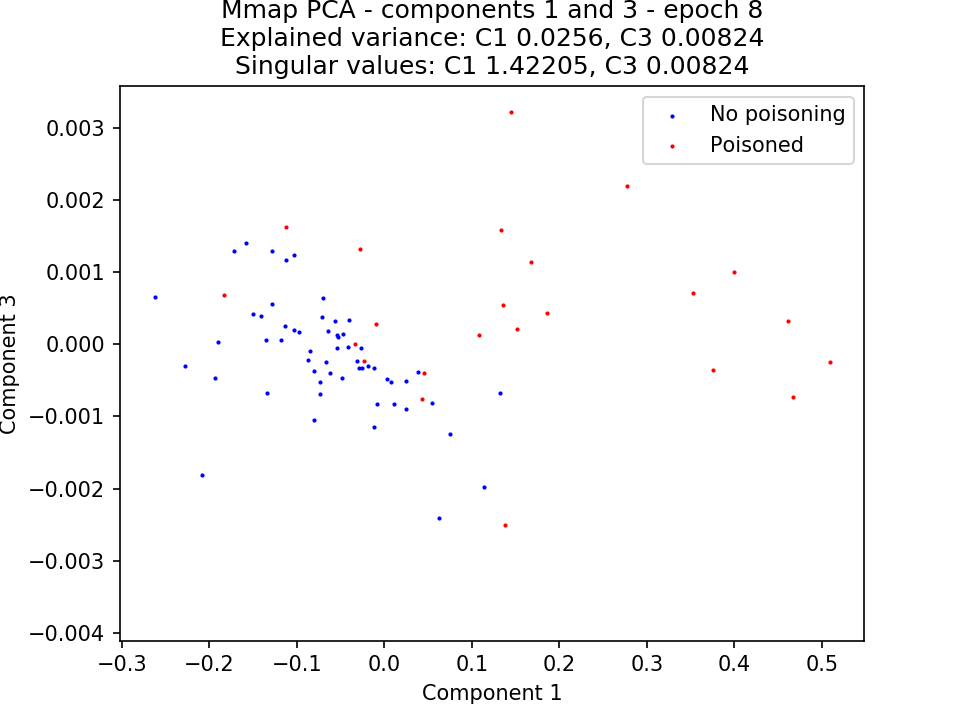 Mmap PCA - components 1 and 3 - epoch 8
Explained variance: C1 0.0256, C3 0.00824
Singular values: C1 1.42205, C3 0.00824
No poisoning
Poisoned
0.003
0.002
0.001
0.000
−0.001
−0.002
−0.003
−0.004
Component 3
−0.3
−0.2
−0.1
0.0
0.1
0.2
0.3
0.4
0.5
Component 1